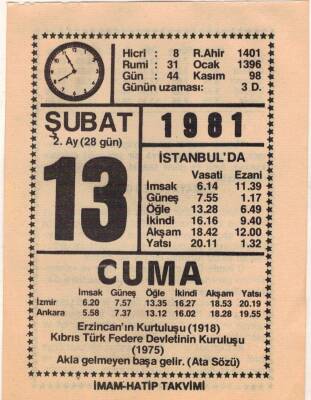 Hicri : 8 R.Ahir 1401
Rumi : 31 Ocak 1396
Gün : 44 Kasım 98
Günün uzaması: 3 D.
ŞUBAT
2. Ay (28 gün)
13
1981
İSTANBUL'DA
Vasati Ezani
İmsak 6.14 11.39
Güneş 7.55 1.17
Öğle 13.28 6.49
İkindi 16.16 9.40
Akşam 18.42 12.00
Yatsı 20.11 1.32
CUMA
İmsak Güneş Öğle İkindi Akşam Yatsı
İzmir 6.20 7.57 13.35 16.27 18.53 20.19
Ankara 5.58 7.37 13.12 16.02 18.28 19.55
Erzincan'ın Kurtuluşu (1918)
Kıbrıs Türk Federe Devletinin Kuruluşu
(1975)
Akla gelmeyen başa gelir. (Ata Sözü)
İMAM-HATİP TAKVİMİ